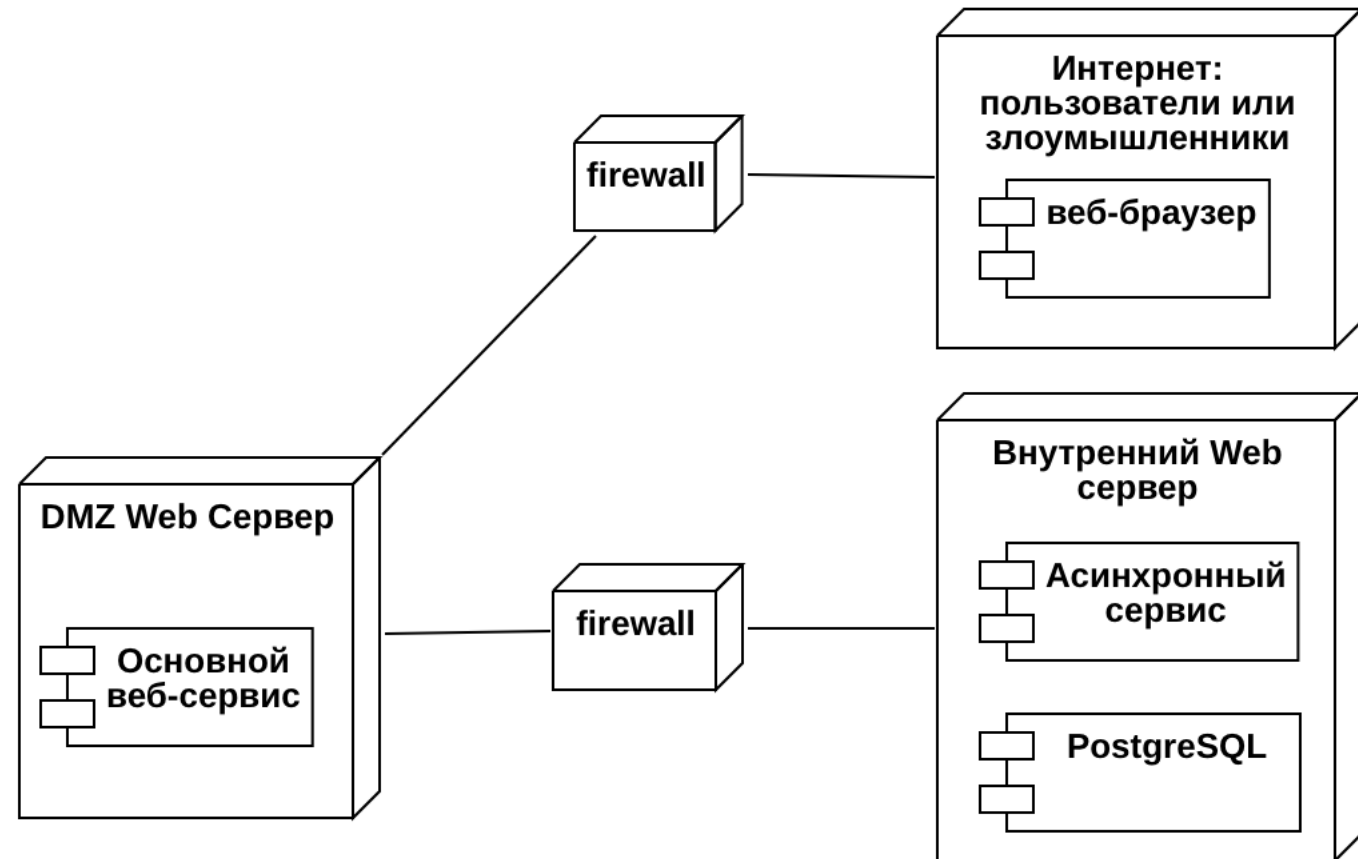 Интернет:
пользователи или
злоумышленники
firewall
веб-браузер
Внутренний Web
сервер
DMZ Web Сервер
Асинхронный
сервис
firewall
Основной
веб-сервис
PostgreSQL